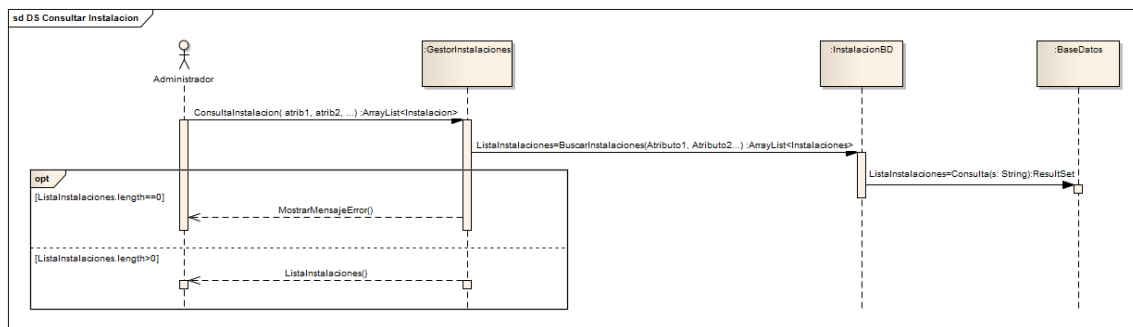 sd DS Consultar Instalacion
:GestorInstalaciones
:InstalacionBD
:BaseDatos
Administrador
ConsultaInstalacion( atrib1, atrib2, ...) :ArrayList<Instalacion>
ListaInstalaciones=BuscarInstalaciones(Atributo1, Atributo2...) :ArrayList<Instalaciones>
ListaInstalaciones=Consulta(s: String):ResultSet
opt
[ListaInstalaciones.length==0]
MostrarMensajeError()
[ListaInstalaciones.length>0]
ListaInstalaciones()